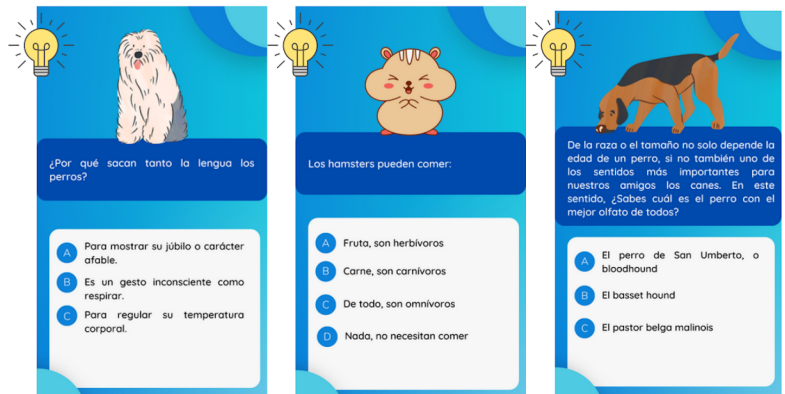 ¿Por qué sacan tanto la lengua los
perros?
A
Para mostrar su júbilo o carácter
afable.
B
Es un gesto inconsciente como
respirar.
C
Para regular su temperatura
corporal.
Los hamsters pueden comer:
A
Fruta, son herbívoros
B
Carne, son carnívoros
C
De todo, son omnívoros
D
Nada, no necesitan comer
De la raza o el tamaño no solo depende la
edad de un perro, si no también uno de
los sentidos más importantes para
nuestros amigos los canes. En este
sentido, ¿Sabes cuál es el perro con el
mejor olfato de todos?
A
El perro de San Umberto, o
bloodhound
B
El basset hound
C
El pastor belga malinois